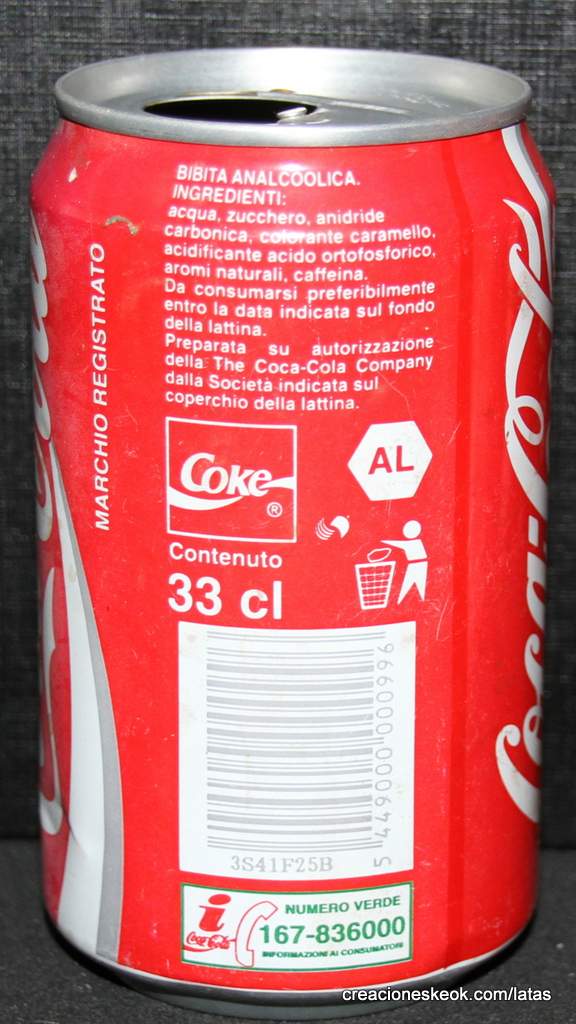 BIBITA ANALCOOLICA.
INGREDIENTI:
acqua, zucchero, anidride
carbonica, colorante caramello,
acidificante acido ortofosforico,
aromi naturali, caffeina.
Da consumarsi preferibilmente
entro la data indicata sul fondo
della lattina.
Preparata su autorizzazione
della The Coca-Cola Company
dalla Società indicata sul
coperchio della lattina.
MARCHIO REGISTRATO
Coke ®
AL
Contenuto
33 cl
5 449000 000996
3S41F25B
i
Coca-Cola
NUMERO VERDE
167-836000
INFORMAZIONI AI CONSUMATORI
Coca-Cola
creacioneskeok.com/latas